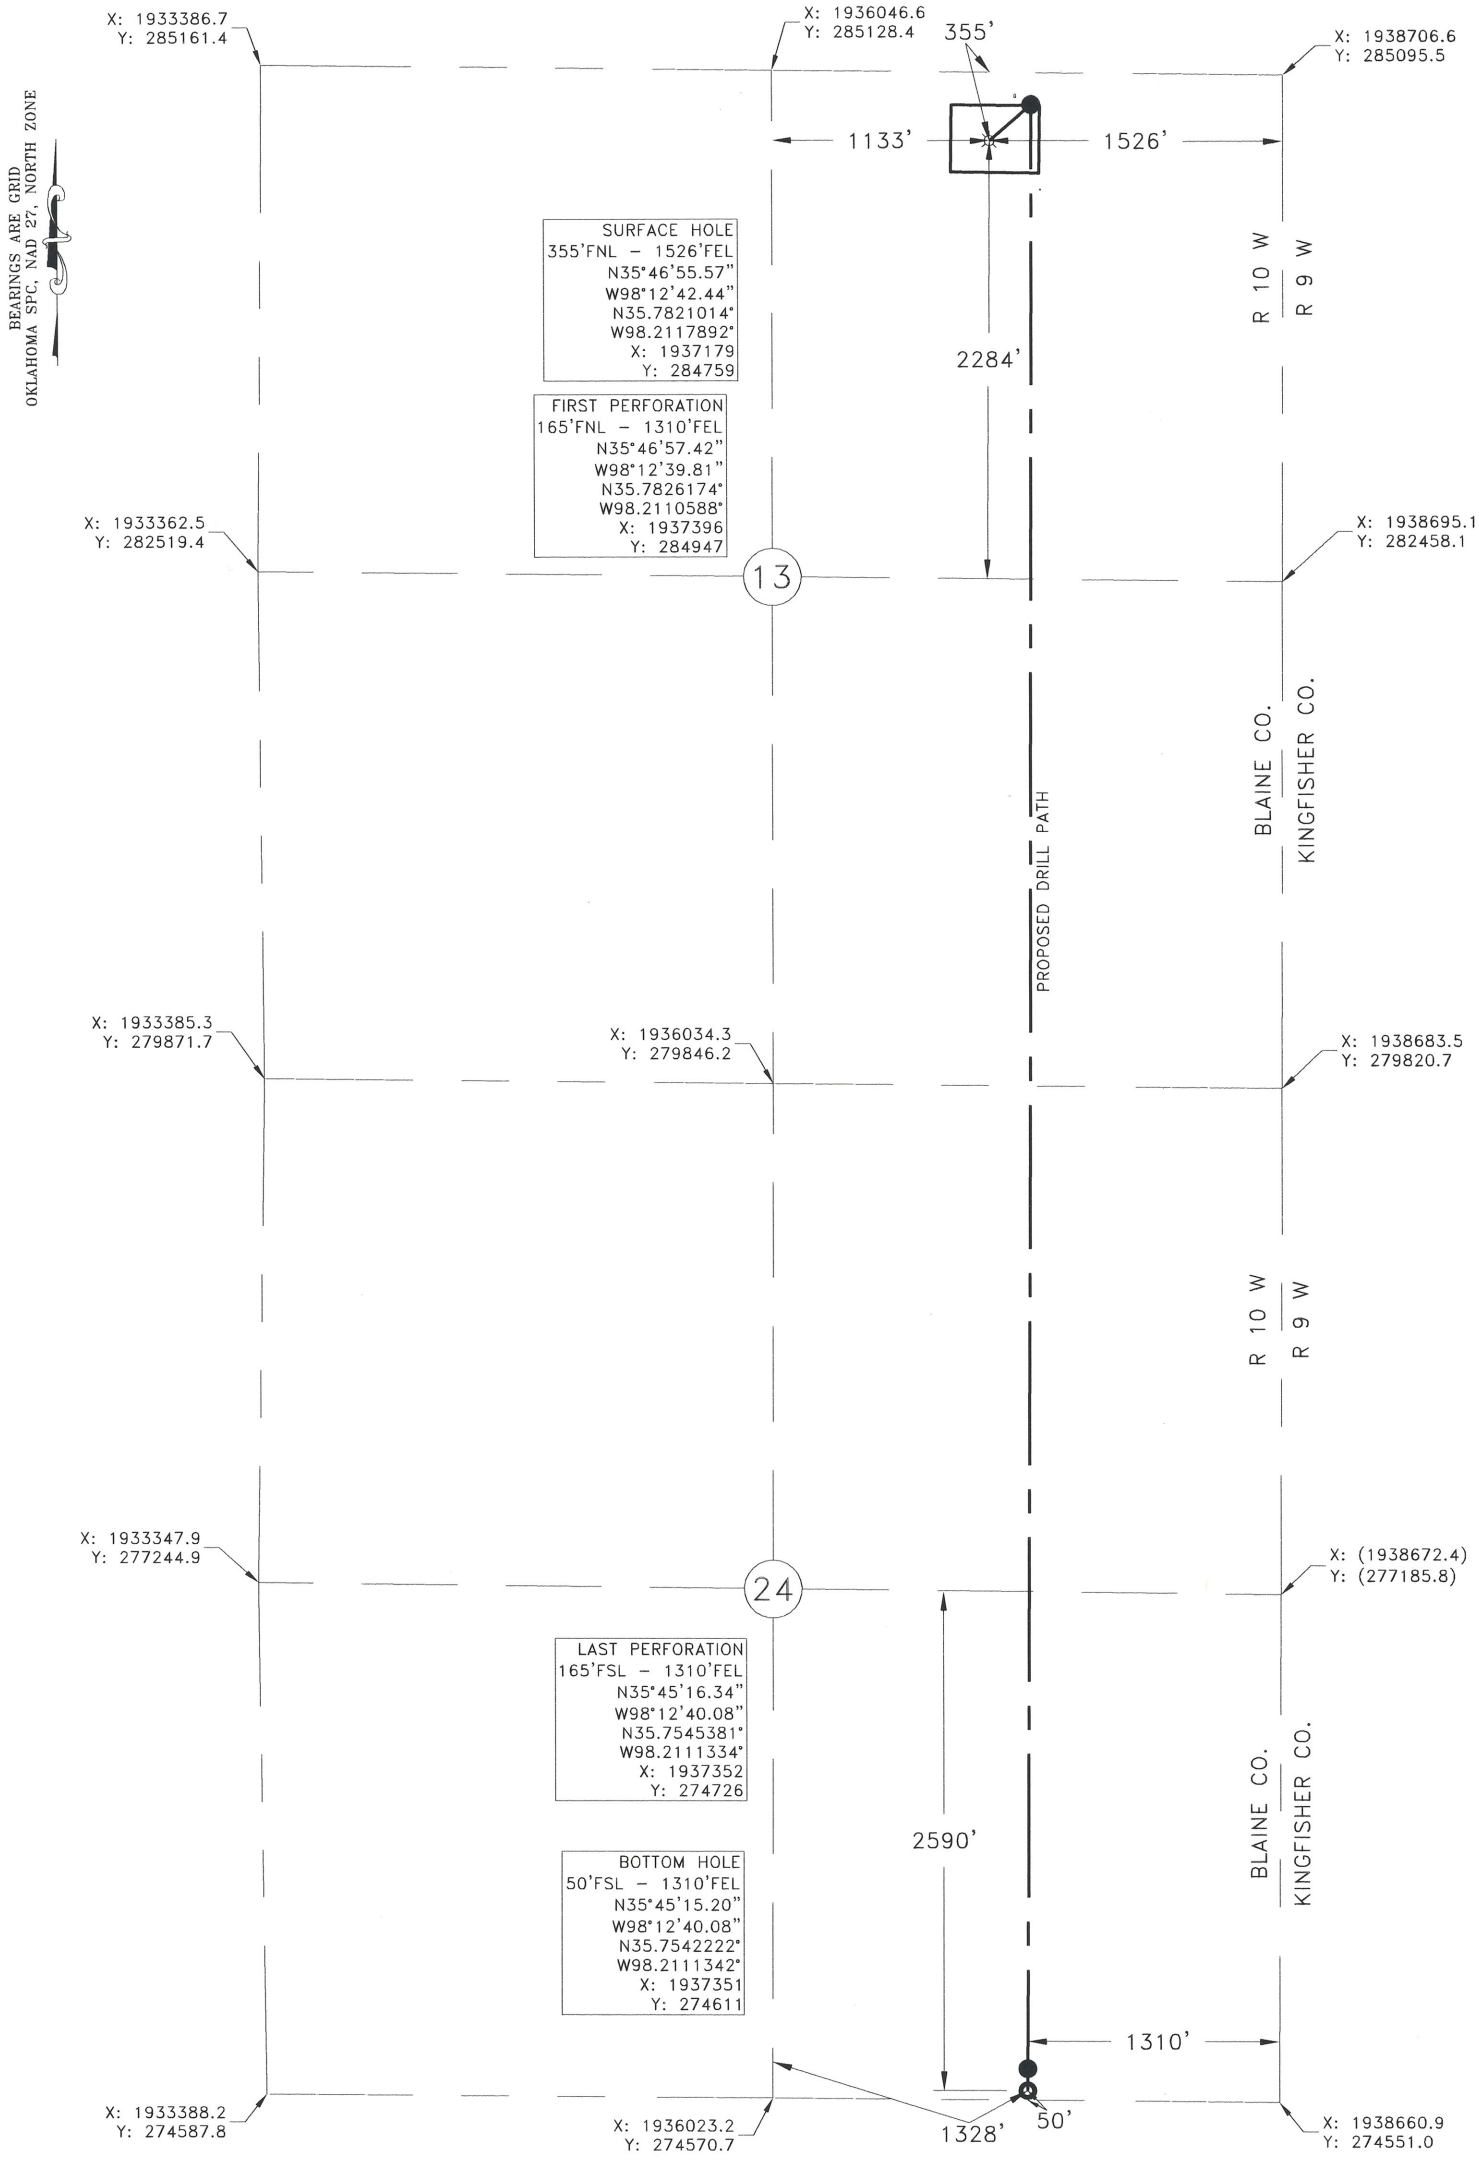 X: 1933386.7
Y: 285161.4
X: 1936046.6
Y: 285128.4
355'
X: 1938706.6
Y: 285095.5
BEARINGS ARE GRID
OKLAHOMA SPC, NAD 27, NORTH ZONE
1133'
1526'
SURFACE HOLE
355'FNL – 1526'FEL
N35°46'55.57"
W98°12'42.44"
N35.7821014°
W98.2117892°
X: 1937179
Y: 284759
R 10 W
R 9 W
2284'
FIRST PERFORATION
165'FNL – 1310'FEL
N35°46'57.42"
W98°12'39.81"
N35.7826174°
W98.2110588°
X: 1937396
Y: 284947
X: 1933362.5
Y: 282519.4
X: 1938695.1
Y: 282458.1
13
BLAINE CO.
KINGFISHER CO.
PROPOSED DRILL PATH
X: 1933385.3
Y: 279871.7
X: 1936034.3
Y: 279846.2
X: 1938683.5
Y: 279820.7
R 10 W
R 9 W
X: 1933347.9
Y: 277244.9
X: (1938672.4)
Y: (277185.8)
24
LAST PERFORATION
165'FSL – 1310'FEL
N35°45'16.34"
W98°12'40.08"
N35.7545381°
W98.2111334°
X: 1937352
Y: 274726
BLAINE CO.
KINGFISHER CO.
2590'
BOTTOM HOLE
50'FSL – 1310'FEL
N35°45'15.20"
W98°12'40.08"
N35.7542222°
W98.2111342°
X: 1937351
Y: 274611
1310'
X: 1933388.2
Y: 274587.8
X: 1936023.2
Y: 274570.7
1328'
50'
X: 1938660.9
Y: 274551.0